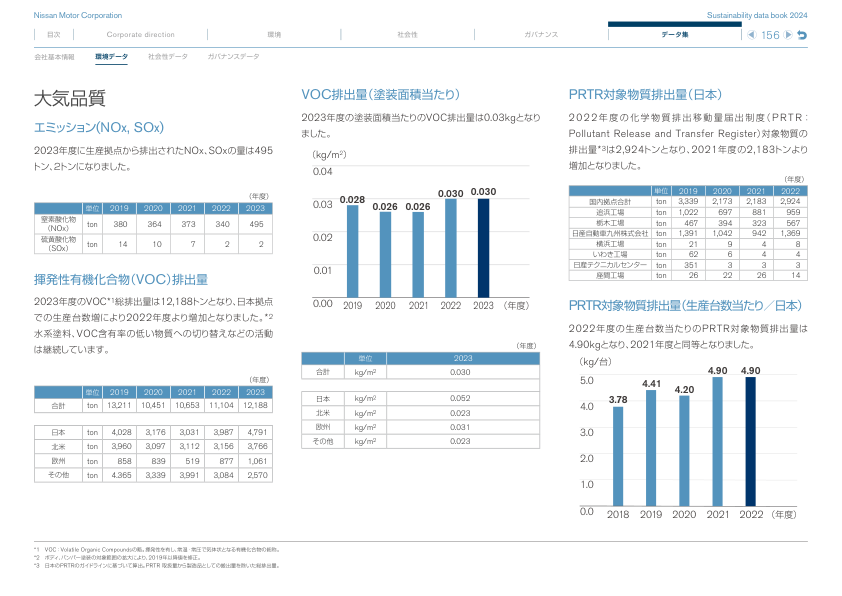 Nissan Motor Corporation
Sustainability data book 2024
目次
Corporate direction
環境
社会性
ガバナンス
データ集
156
会社基本情報
環境データ
社会性データ
ガバナンスデータ
大気品質
エミッション(NOx, SOx)
2023年度に生産拠点から排出されたNOx、SOxの量は495
トン、2トンになりました。
（年度）
単位 2019 2020 2021 2022 2023
窒素酸化物
（NOx） ton 380 364 373 340 495
硫黄酸化物
（SOx） ton 14 10 7 2 2
揮発性有機化合物（VOC）排出量
2023年度のVOC*1総排出量は12,188トンとなり、日本拠点
での生産台数増により2022年度より増加となりました。*2
水系塗料、VOC含有率の低い物質への切り替えなどの活動
は継続しています。
（年度）
単位 2019 2020 2021 2022 2023
合計 ton 13,211 10,451 10,653 11,104 12,188
日本 ton 4,028 3,176 3,031 3,987 4,791
北米 ton 3,960 3,097 3,112 3,156 3,766
欧州 ton 858 839 519 877 1,061
その他 ton 4,365 3,339 3,991 3,084 2,570
VOC排出量（塗装面積当たり）
2023年度の塗装面積当たりのVOC排出量は0.03kgとなり
ました。
（kg/m²）
0.04
0.03
0.02
0.01
0.00
0.028
0.026
0.026
0.030
0.030
2019 2020 2021 2022 2023 （年度）
（年度）
単位 2023
合計 kg/m² 0.030
日本 kg/m² 0.052
北米 kg/m² 0.023
欧州 kg/m² 0.031
その他 kg/m² 0.023
PRTR対象物質排出量（日本）
2022年度の化学物質排出移動量届出制度（PRTR：
Pollutant Release and Transfer Register）対象物質の
排出量*3は2,924トンとなり、2021年度の2,183トンより
増加となりました。
（年度）
単位 2019 2020 2021 2022
国内拠点合計 ton 3,339 2,173 2,183 2,924
追浜工場 ton 1,022 697 881 959
栃木工場 ton 467 394 323 567
日産自動車九州株式会社 ton 1,391 1,042 942 1,369
横浜工場 ton 21 9 4 8
いわき工場 ton 62 6 4 4
日産テクニカルセンター ton 351 3 3 3
座間工場 ton 26 22 26 14
PRTR対象物質排出量（生産台数当たり／日本）
2022年度の生産台数当たりのPRTR対象物質排出量は
4.90kgとなり、2021年度と同等となりました。
（kg/台）
5.0
4.0
3.0
2.0
1.0
0.0
3.78
4.41
4.20
4.90
4.90
2018 2019 2020 2021 2022 （年度）
*1 VOC：Volatile Organic Compoundsの略。揮発性を有し、常温・常圧で気体状となる有機化合物の総称。
*2 ボディ、バンパー塗装の対象範囲の拡大により、2019年以降値を修正。
*3 日本のPRTRのガイドラインに基づいて算出。PRTR 取扱量から製造品としての搬出量を除いた総排出量。